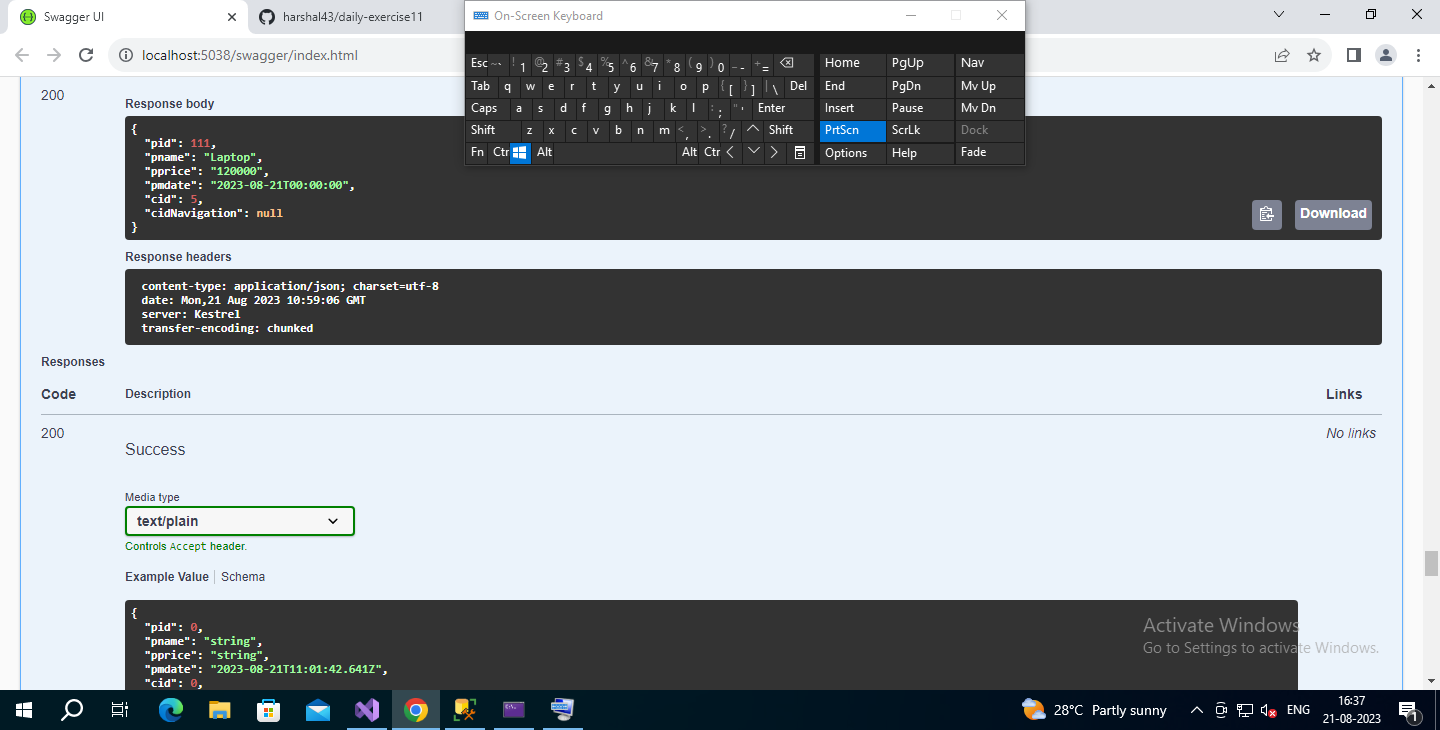 Swagger UI
harshal43/daily-exercise11
On-Screen Keyboard
localhost:5038/swagger/index.html
Esc ~ ` ! 1 @ 2 # 3 $ 4 % 5 ^ 6 & 7 * 8 ( 9 ) 0 _ - + = Home PgUp Nav
Tab q w e r t y u i o p { [ } ] | \ Del End PgDn Mv Up
Caps a s d f g h j k l : ; " ' Enter Insert Pause Mv Dn
Shift z x c v b n m < , > . ? / Shift PrtScn ScrLk Dock
Fn Ctr Alt Alt Ctr Options Help Fade
200
Response body
{
"pid": 111,
"pname": "Laptop",
"pprice": "120000",
"pmdate": "2023-08-21T00:00:00",
"cid": 5,
"cidNavigation": null
}
Download
Response headers
content-type: application/json; charset=utf-8
date: Mon,21 Aug 2023 10:59:06 GMT
server: Kestrel
transfer-encoding: chunked
Responses
Code Description Links
200 Success No links
Media type
text/plain
Controls Accept header.
Example Value Schema
{
"pid": 0,
"pname": "string",
"pprice": "string",
"pmdate": "2023-08-21T11:01:42.641Z",
"cid": 0,
Activate Windows
Go to Settings to activate Windows.
28°C Partly sunny
ENG
16:37
21-08-2023
1